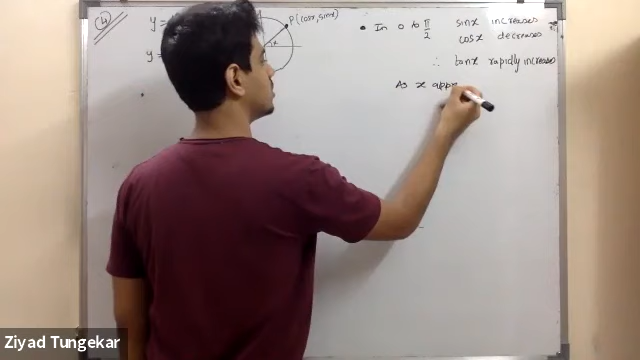 (4)
y =
y =
P(cosx, sinx)
x
• In 0 to π/2 sinx increases
cosx decreases
∴ tanx rapidly increases
As x appr
Ziyad Tungekar